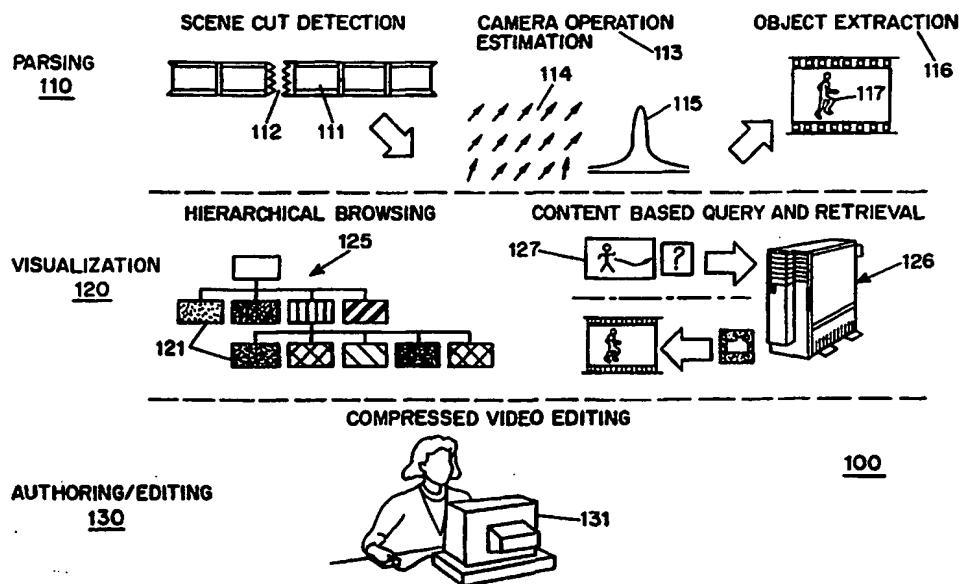 SCENE CUT DETECTION
CAMERA OPERATION
ESTIMATION
113
OBJECT EXTRACTION
116
PARSING
110
112
111
114
115
117
HIERARCHICAL BROWSING
CONTENT BASED QUERY AND RETRIEVAL
VISUALIZATION
120
125
121
127
?
126
COMPRESSED VIDEO EDITING
100
AUTHORING/EDITING
130
131